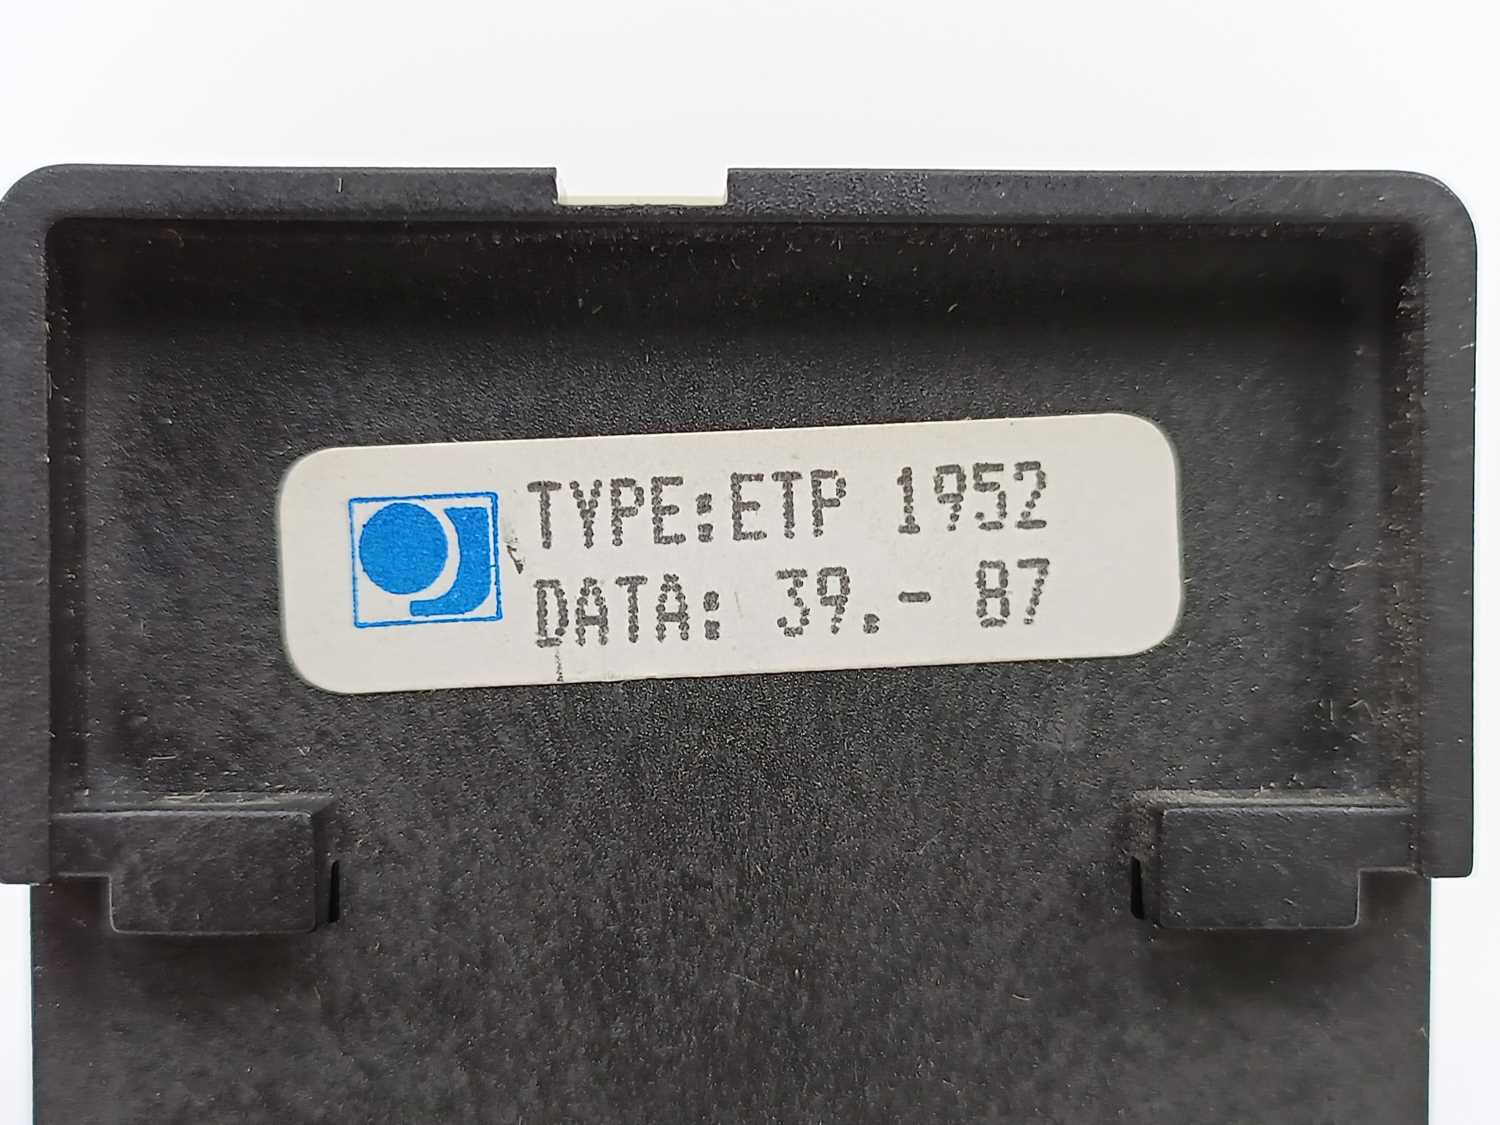 TYPE:ETP 1952
DATA: 39.- 87